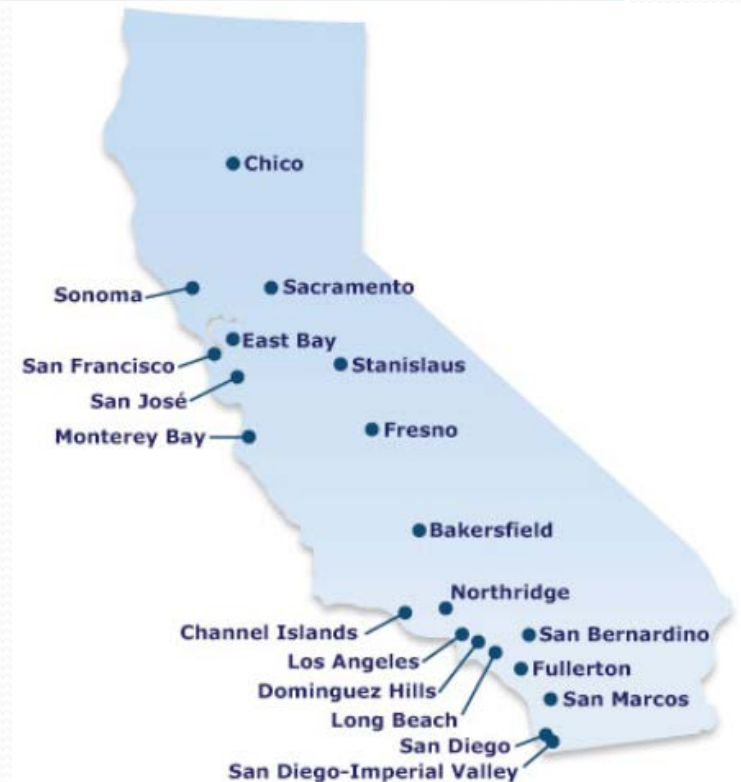 Chico
Sonoma
Sacramento
East Bay
San Francisco
Stanislaus
San José
Monterey Bay
Fresno
Bakersfield
Northridge
Channel Islands
San Bernardino
Los Angeles
Fullerton
Dominguez Hills
San Marcos
Long Beach
San Diego
San Diego-Imperial Valley